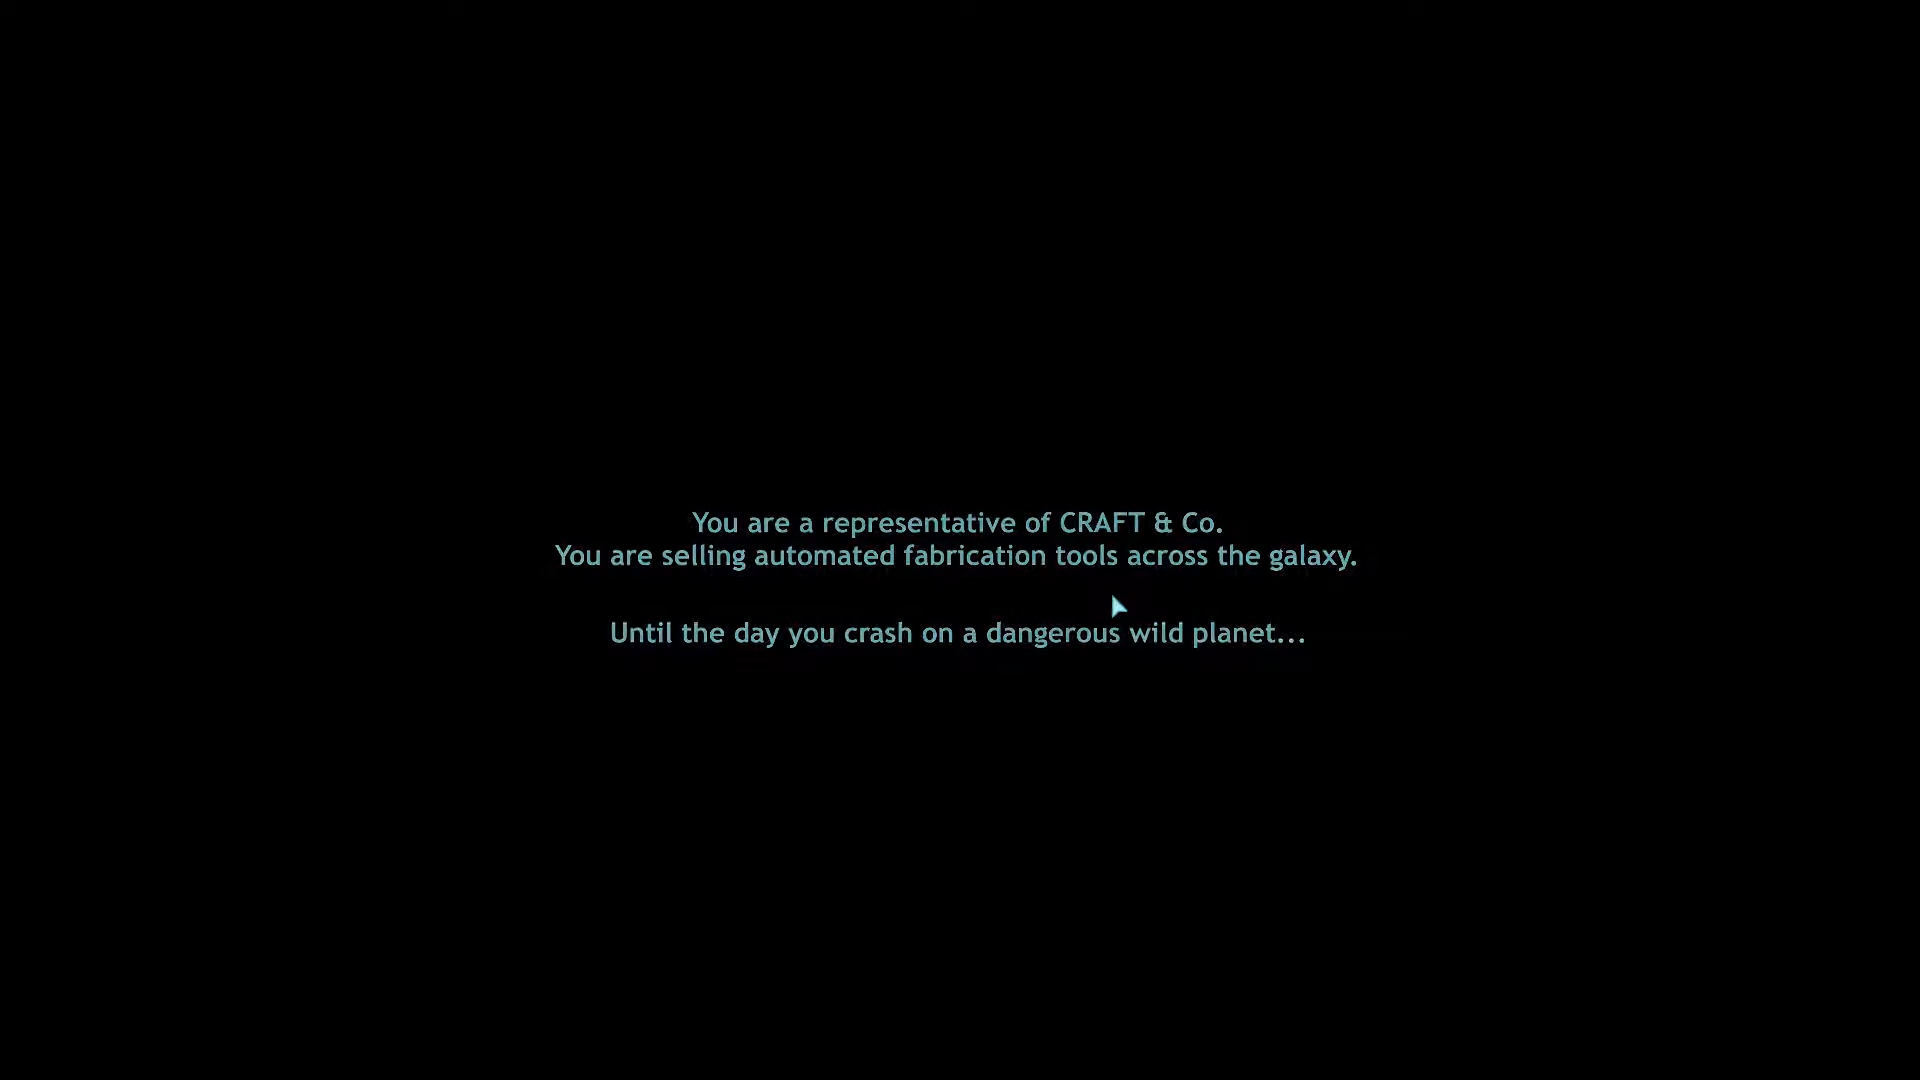 You are a representative of CRAFT & Co.
You are selling automated fabrication tools across the galaxy.
Until the day you crash on a dangerous wild planet...